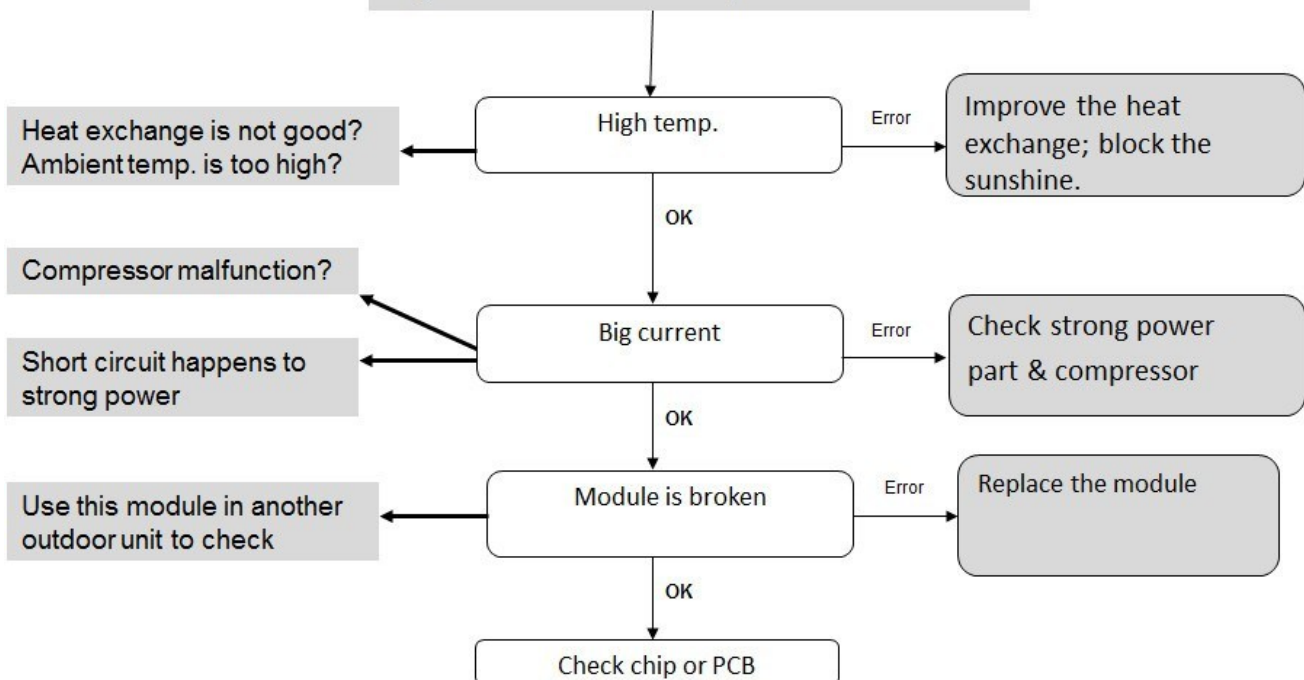 High temp.
Error
Improve the heat
exchange; block the
sunshine.
Heat exchange is not good?
Ambient temp. is too high?
OK
Compressor malfunction?
Big current
Error
Check strong power
part & compressor
Short circuit happens to
strong power
OK
Module is broken
Error
Replace the module
Use this module in another
outdoor unit to check
OK
Check chip or PCB